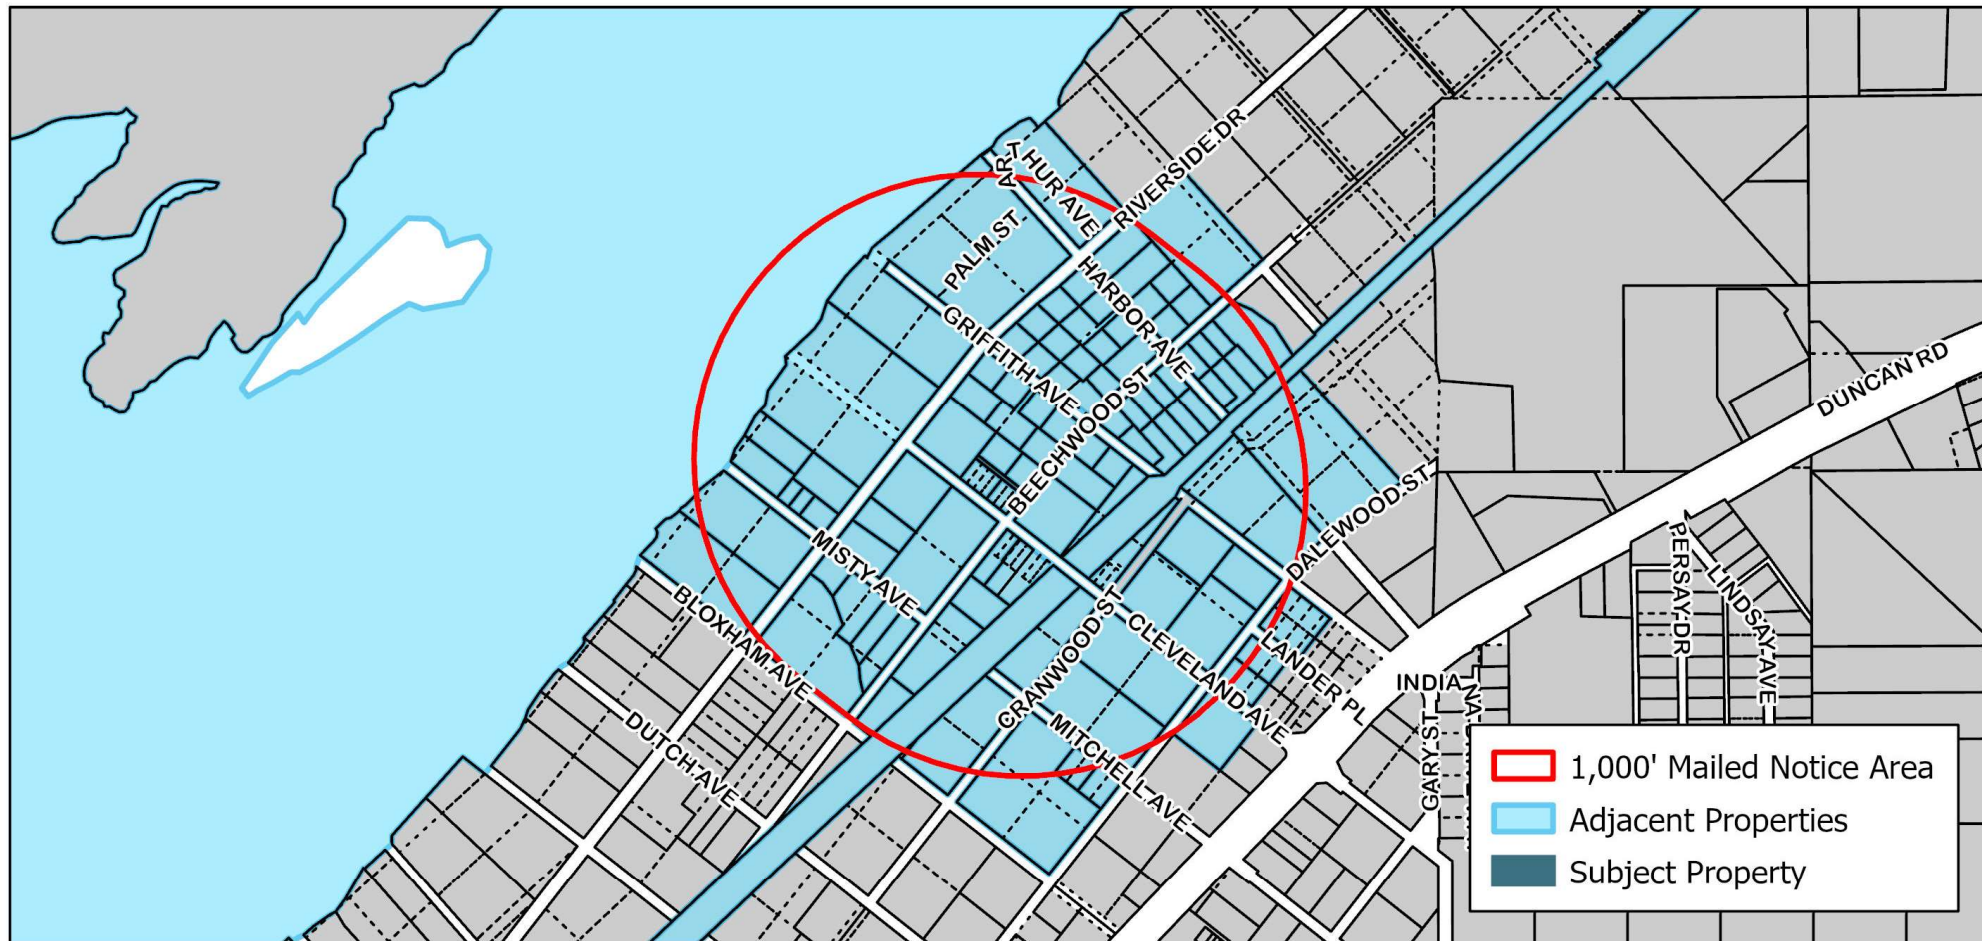 ARTHUR AVE
RIVERSIDE DR
PALM ST
HARBOR AVE
GRIFFITH AVE
BEECHWOOD ST
DUNCAN RD
DALEWOOD ST
MISTY AVE
BLOXHAM AVE
CRANWOOD ST
CLEVELAND AVE
LANDER PL
PERSAY DR
LINDSAY AVE
INDIA
NA
GARY ST
DUTCH AVE
MITCHELL AVE
1,000' Mailed Notice Area
Adjacent Properties
Subject Property